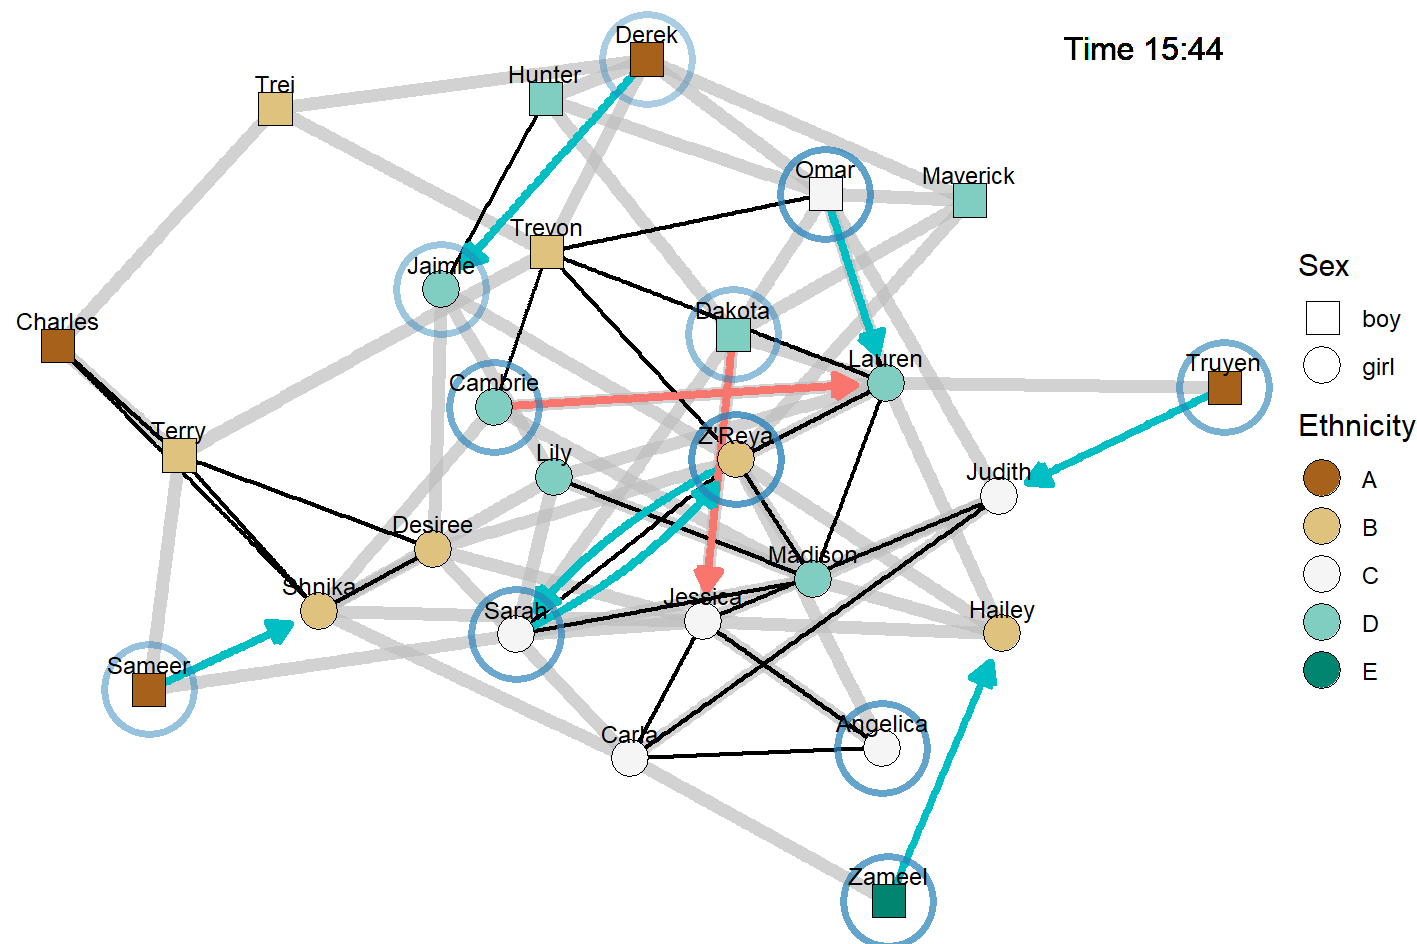 Derek
Time 15:44
Hunter
Trei
Omar
Maverick
Trevon
Jaimie
Sex
boy
girl
Charles
Dakota
Lauren
Truyen
Cambrie
Ethnicity
Terry
Z'Reya
Lily
Judith
A
B
C
D
E
Desiree
Madison
Shnika
Jessica
Sarah
Hailey
Sameer
Carla
Angelica
Zameel